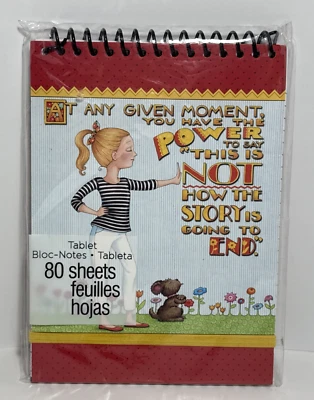 AT ANY GIVEN MOMENT,
YOU HAVE THE
POWER
TO SAY
"THIS IS
NOT
HOW THE
STORY IS
GOING TO
END."
Tablet
Bloc-Notes • Tableta
80 sheets
feuilles
hojas